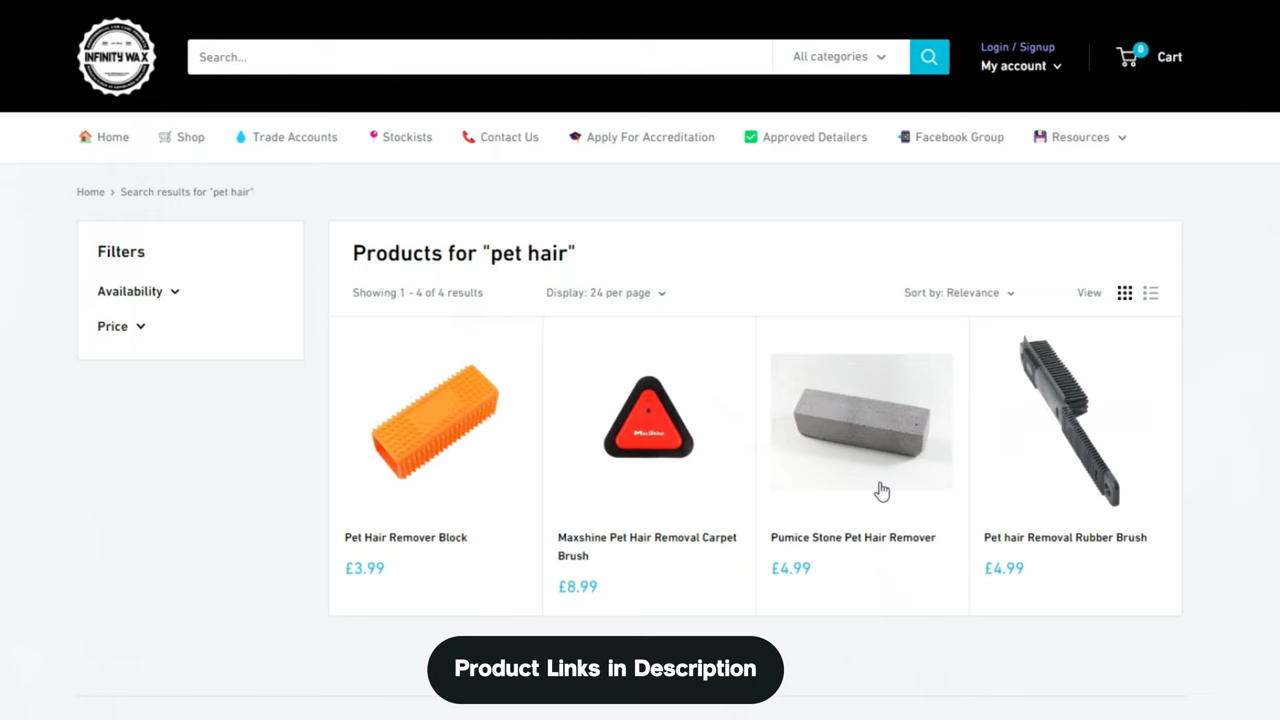 INFINITY WAX
Search...
All categories
Login / Signup
My account
0
Cart
Home
Shop
Trade Accounts
Stockists
Contact Us
Apply For Accreditation
Approved Detailers
Facebook Group
Resources
Home > Search results for "pet hair"
Filters
Availability
Price
Products for "pet hair"
Showing 1 - 4 of 4 results
Display: 24 per page
Sort by: Relevance
View
MaxShine
Pet Hair Remover Block
£3.99
Maxshine Pet Hair Removal Carpet
Brush
£8.99
Pumice Stone Pet Hair Remover
£4.99
Pet hair Removal Rubber Brush
£4.99
Product Links in Description